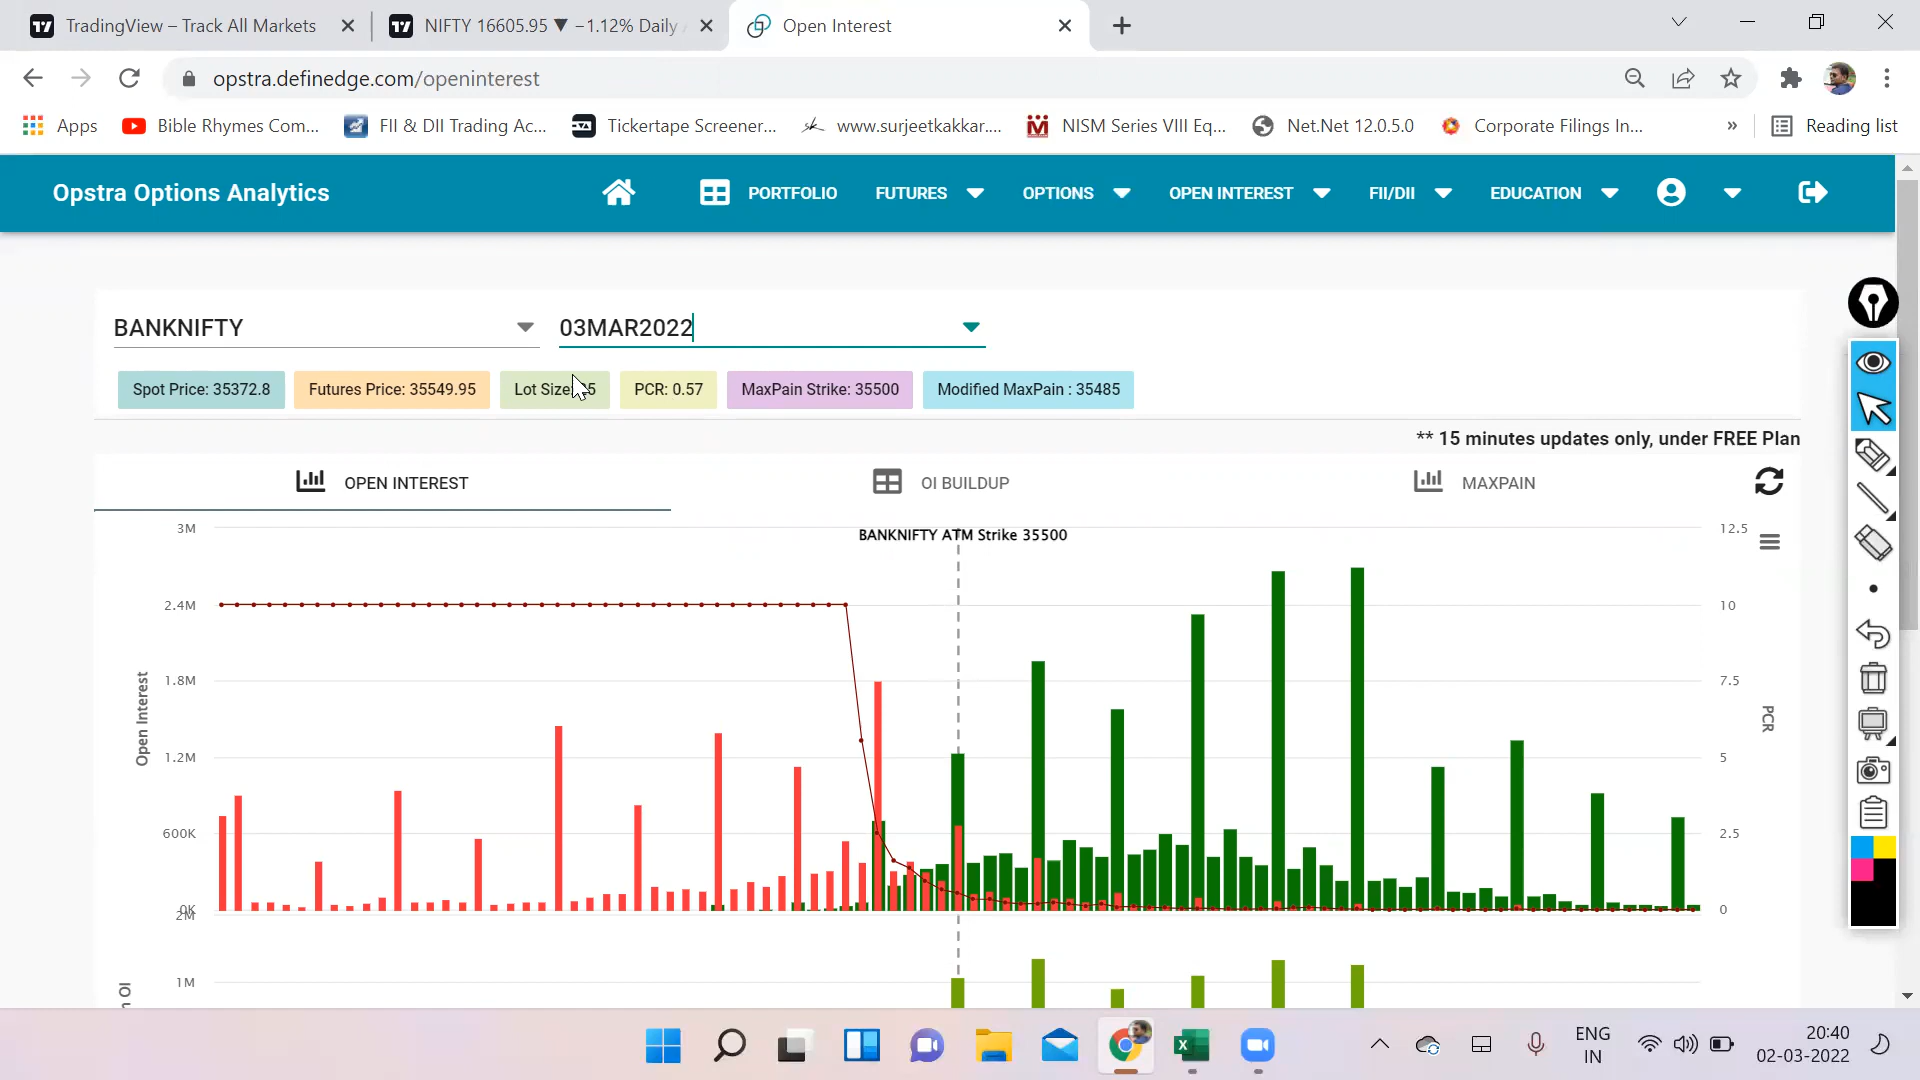 TradingView – Track All Markets
NIFTY 16605.95 ▼ −1.12% Daily
Open Interest
opstra.definedge.com/openinterest
Apps
Bible Rhymes Com...
FII & DII Trading Ac...
Tickertape Screener...
www.surjeetkakkar....
NISM Series VIII Eq...
Net.Net 12.0.5.0
Corporate Filings In...
»
Reading list
Opstra Options Analytics
PORTFOLIO
FUTURES
OPTIONS
OPEN INTEREST
FII/DII
EDUCATION
BANKNIFTY
03MAR2022
Spot Price: 35372.8
Futures Price: 35549.95
Lot Size
PCR: 0.57
MaxPain Strike: 35500
Modified MaxPain : 35485
** 15 minutes updates only, under FREE Plan
OPEN INTEREST
OI BUILDUP
MAXPAIN
BANKNIFTY ATM Strike 35500
3M
2.4M
1.8M
1.2M
600K
0K
2M
1M
Open Interest
12.5
10
7.5
5
2.5
0
PCR
OI
ENG
IN
20:40
02-03-2022